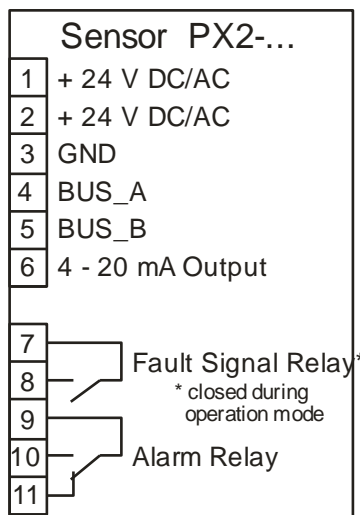 Sensor PX2-...
1 + 24 V DC/AC
2 + 24 V DC/AC
3 GND
4 BUS_A
5 BUS_B
6 4 - 20 mA Output
7
Fault Signal Relay*
8
* closed during
operation mode
9
10 Alarm Relay
11